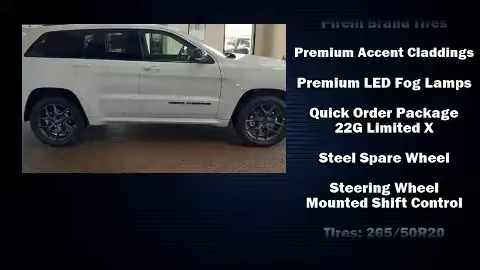 Pirelli Brand Tires
Premium Accent Claddings
Premium LED Fog Lamps
Quick Order Package
22G Limited X
Steel Spare Wheel
Steering Wheel
Mounted Shift Control
Tires: 265/50R20